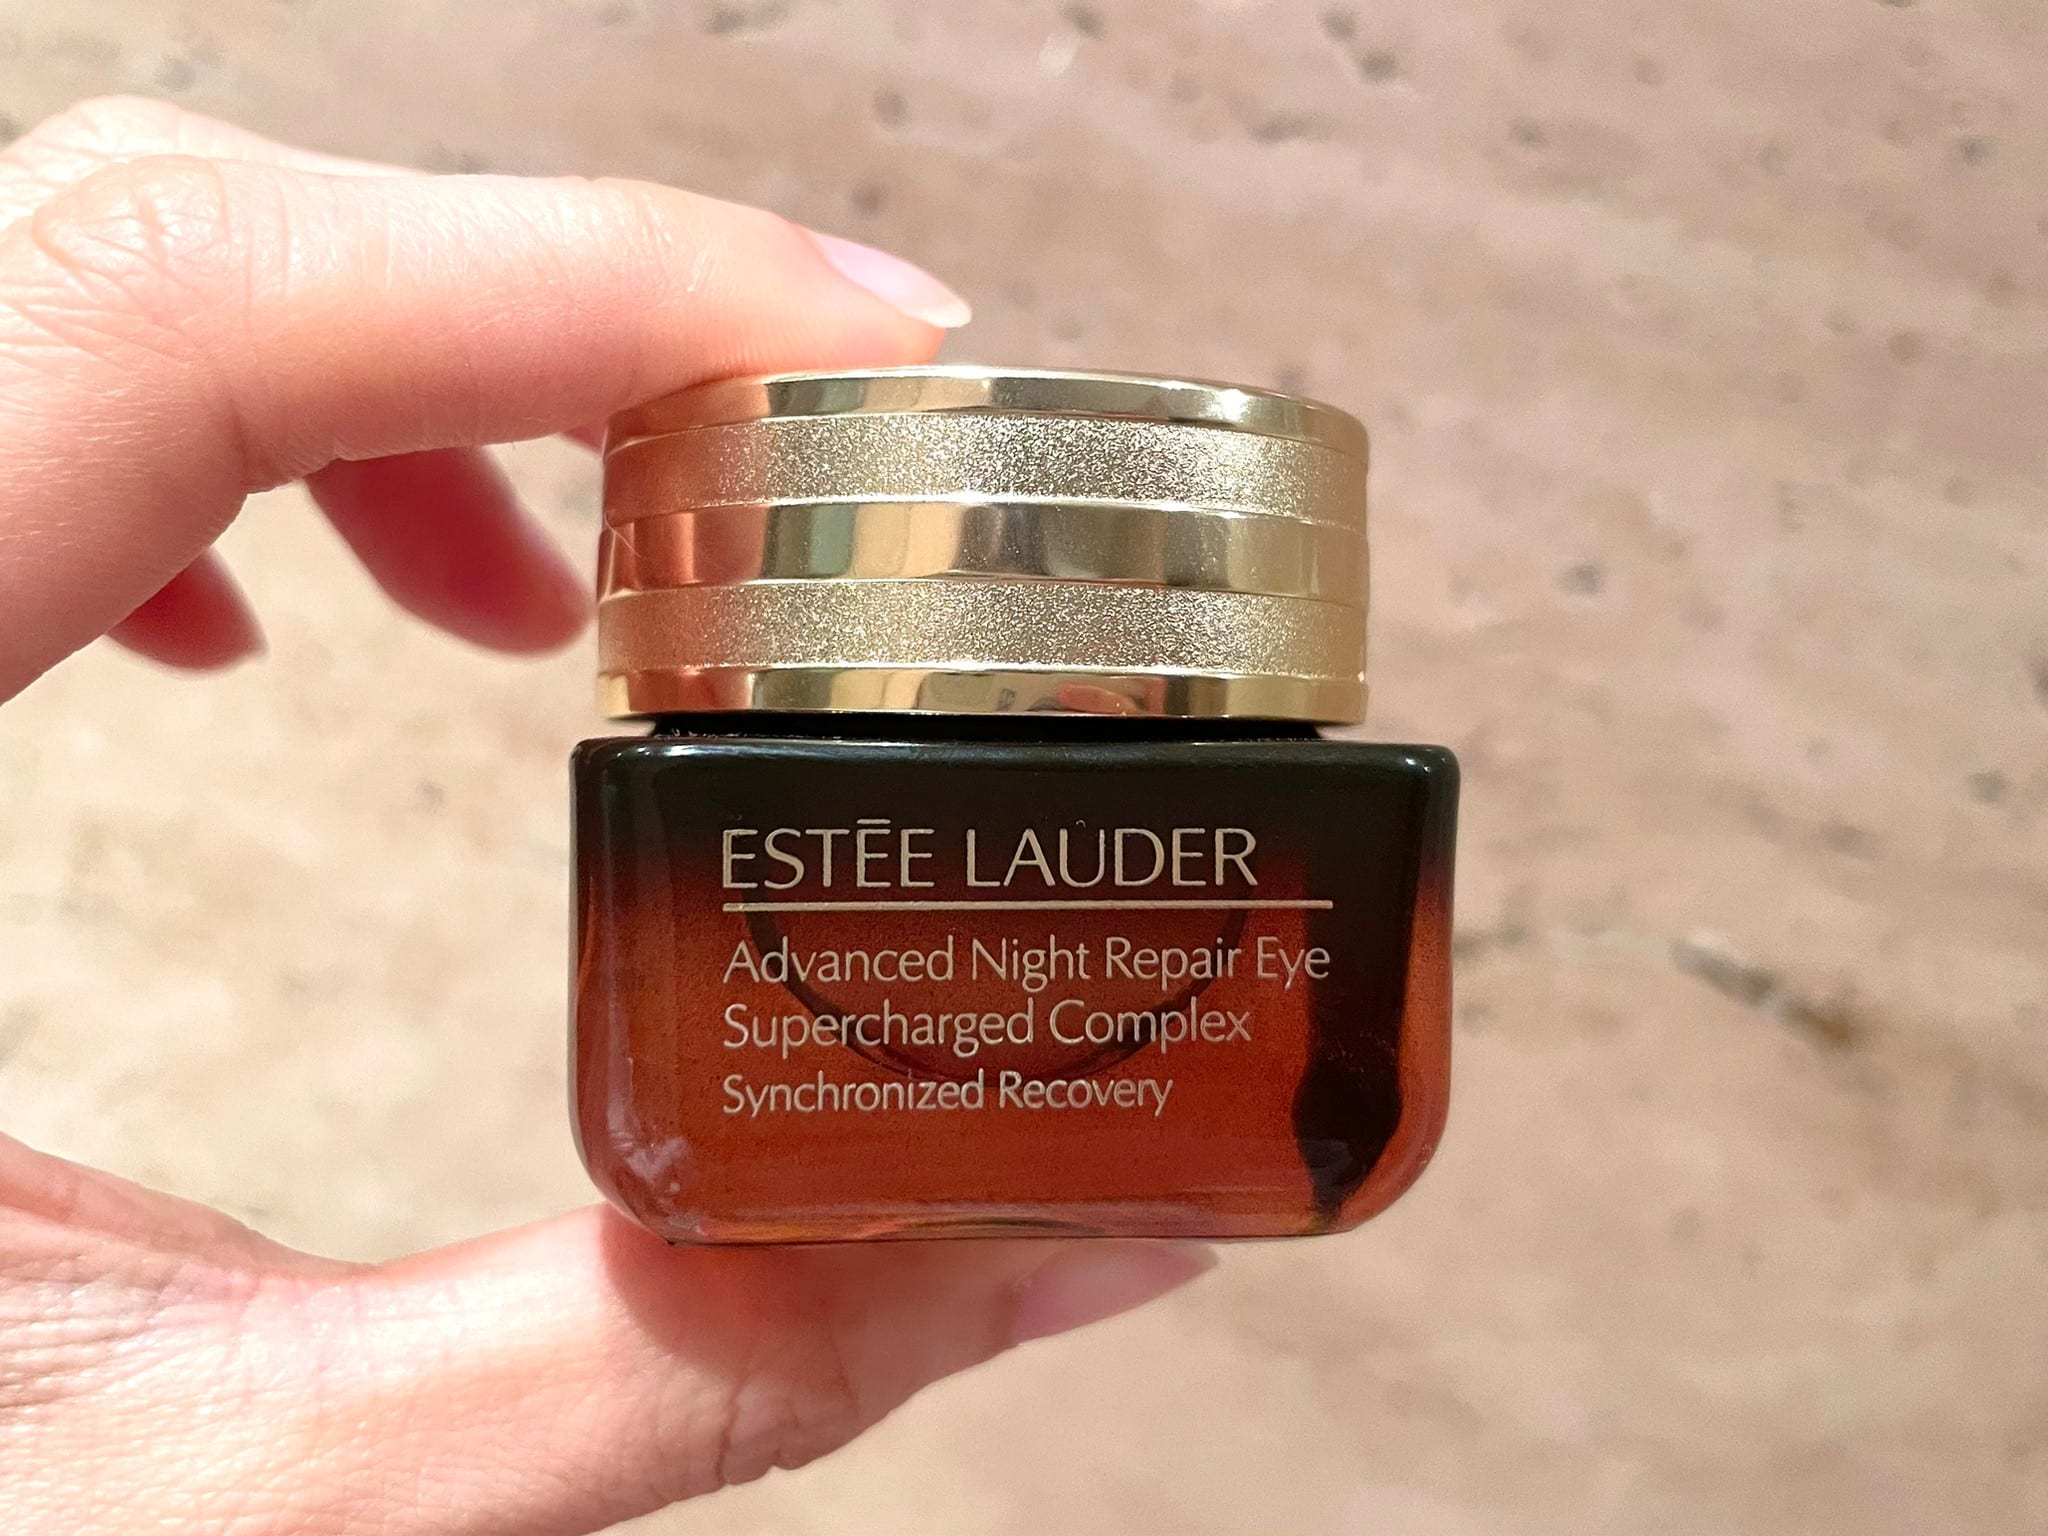 ESTĒE LAUDER
Advanced Night Repair Eye
Supercharged Complex
Synchronized Recovery